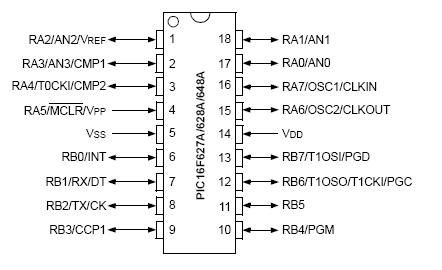 RA2/AN2/VREF 1 18 RA1/AN1
RA3/AN3/CMP1 2 17 RA0/AN0
RA4/T0CKI/CMP2 3 16 RA7/OSC1/CLKIN
RA5/MCLR/VPP 4 15 RA6/OSC2/CLKOUT
VSS 5 14 VDD
RB0/INT 6 13 RB7/T1OSI/PGD
RB1/RX/DT 7 12 RB6/T1OSO/T1CKI/PGC
RB2/TX/CK 8 11 RB5
RB3/CCP1 9 10 RB4/PGM
PIC16F627A/628A/648A